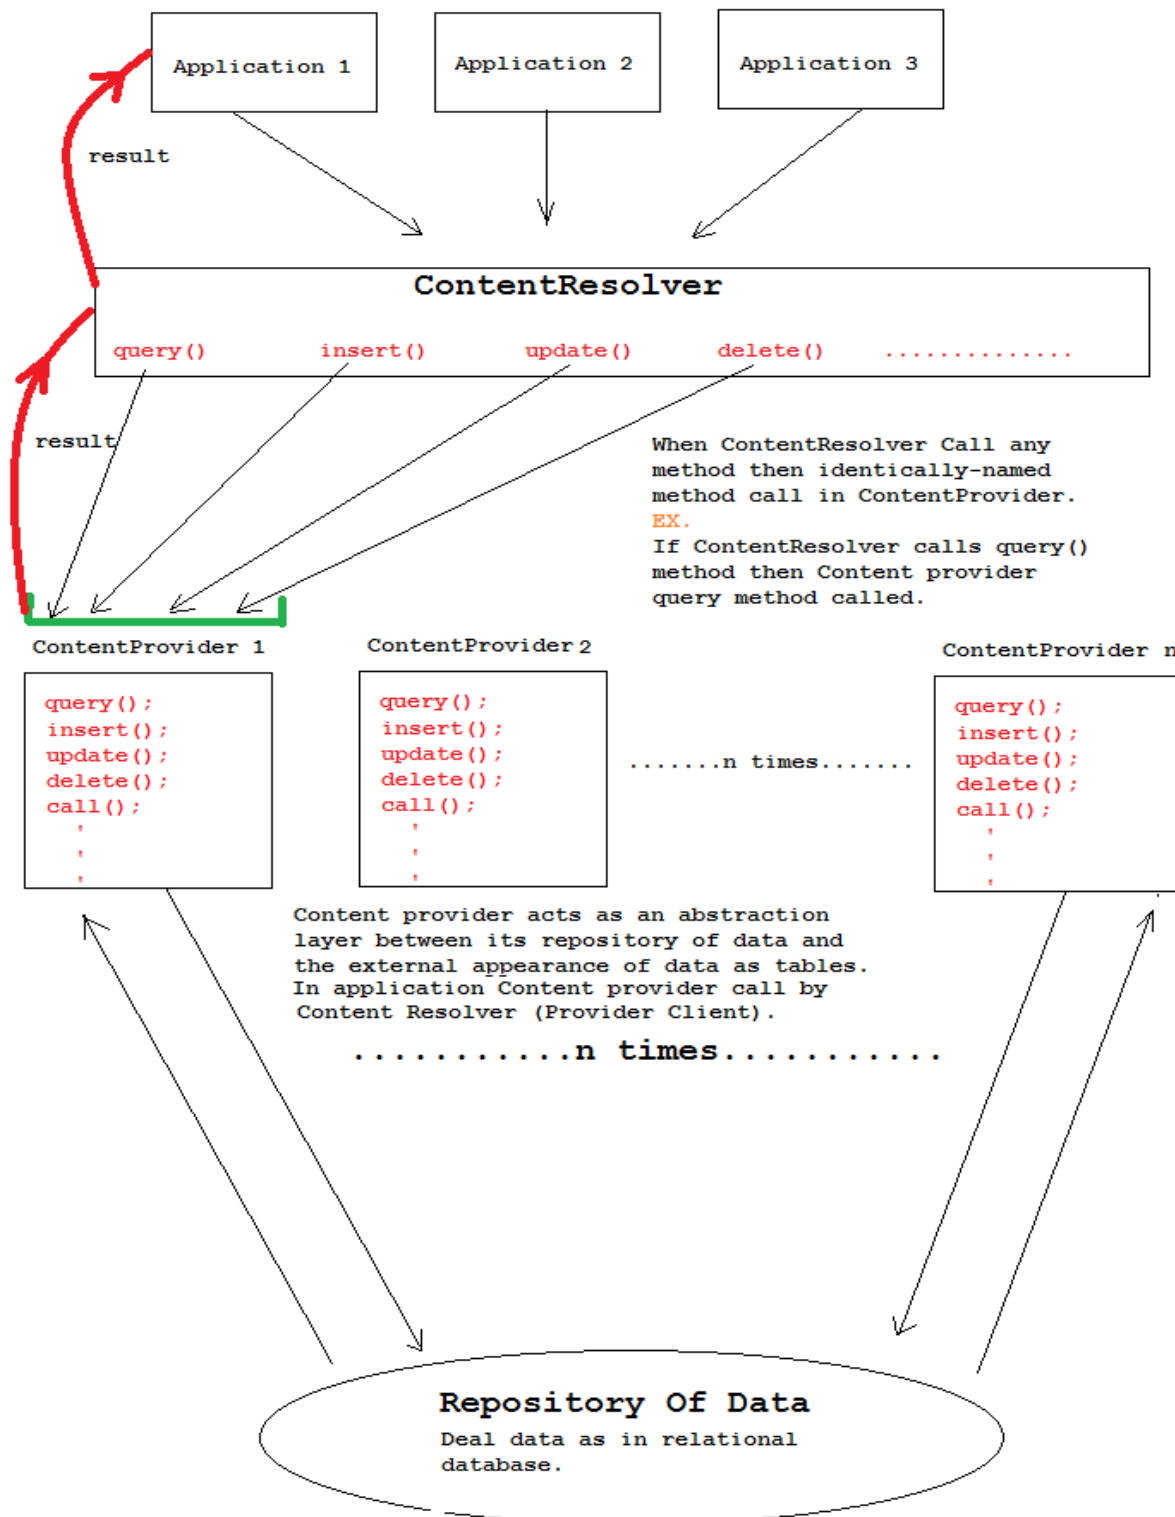 Application 1
Application 2
Application 3
result
ContentResolver
query()
insert()
update()
delete()
..............
result
When ContentResolver Call any
method then identically-named
method call in ContentProvider.
EX.
If ContentResolver calls query()
method then Content provider
query method called.
ContentProvider 1
query();
insert();
update();
delete();
call();
'
'
'
ContentProvider 2
query();
insert();
update();
delete();
call();
'
'
'
.......n times.......
ContentProvider n
query();
insert();
update();
delete();
call();
'
'
'
Content provider acts as an abstraction
layer between its repository of data and
the external appearance of data as tables.
In application Content provider call by
Content Resolver (Provider Client).
...........n times...........
Repository Of Data
Deal data as in relational
database.